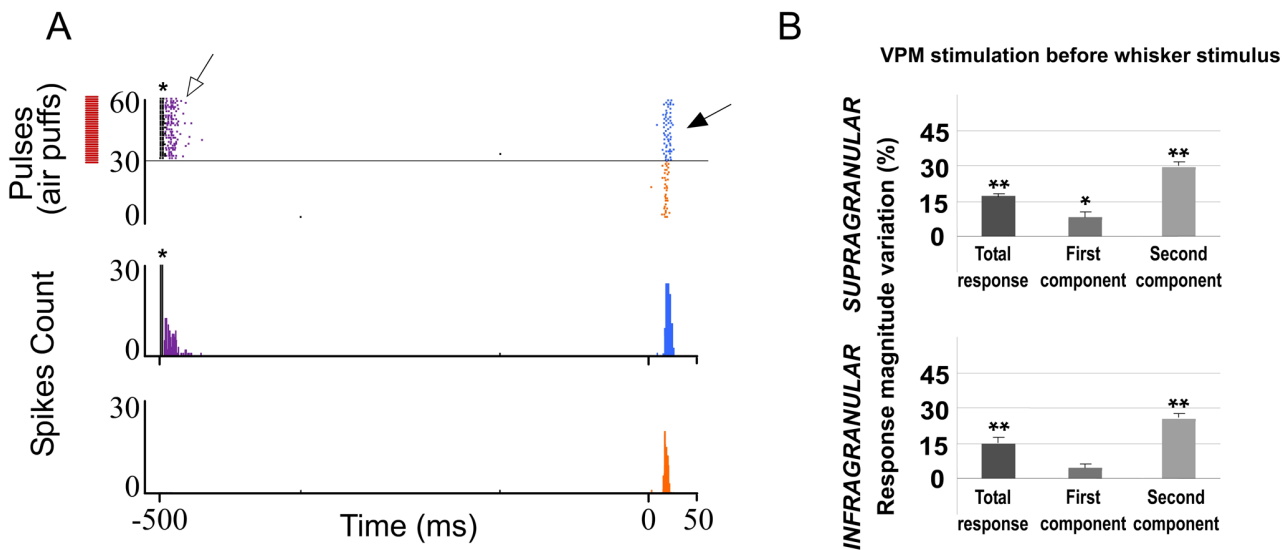 A
*
Pulses
(air puffs)
60
30
0
*
Spikes Count
30
0
30
0
-500
0
50
Time (ms)
B
VPM stimulation before whisker stimulus
SUPRAGRANULAR
INFRAGRANULAR
Response magnitude variation (%)
45
30
15
0
**
*
**
Total
response
First
component
Second
component
45
30
15
0
**
**
Total
response
First
component
Second
component